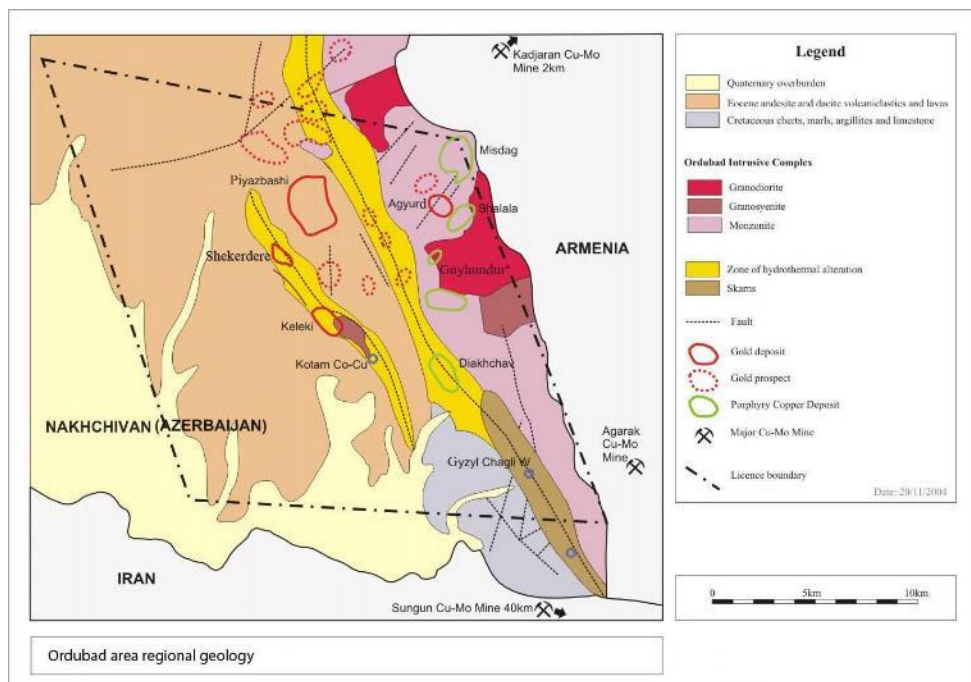 Kadjaran Cu-Mo
Mine 2km
Misdag
Piyazbashi
Agyurd
Shalala
ARMENIA
Shekerdere
Goyhundur
Keleki
Kotam Co-Cu
Diakhchay
NAKHCHIVAN (AZERBAIJAN)
Agarak
Cu-Mo
Mine
Gyzyl Chagli W
IRAN
Sungun Cu-Mo Mine 40km
Ordubad area regional geology
Legend
Quaternary overburden
Eocene andesite and dacite volcaniclastics and lavas
Cretaceous cherts, marls, argillites and limestone
Ordubad Intrusive Complex
Granodiorite
Granosyenite
Monzonite
Zone of hydrothermal alteration
Skarns
Fault
Gold deposit
Gold prospect
Porphyry Copper Deposit
Major Cu-Mo Mine
Licence boundary
Date: 20/11/2004
0 5km 10km